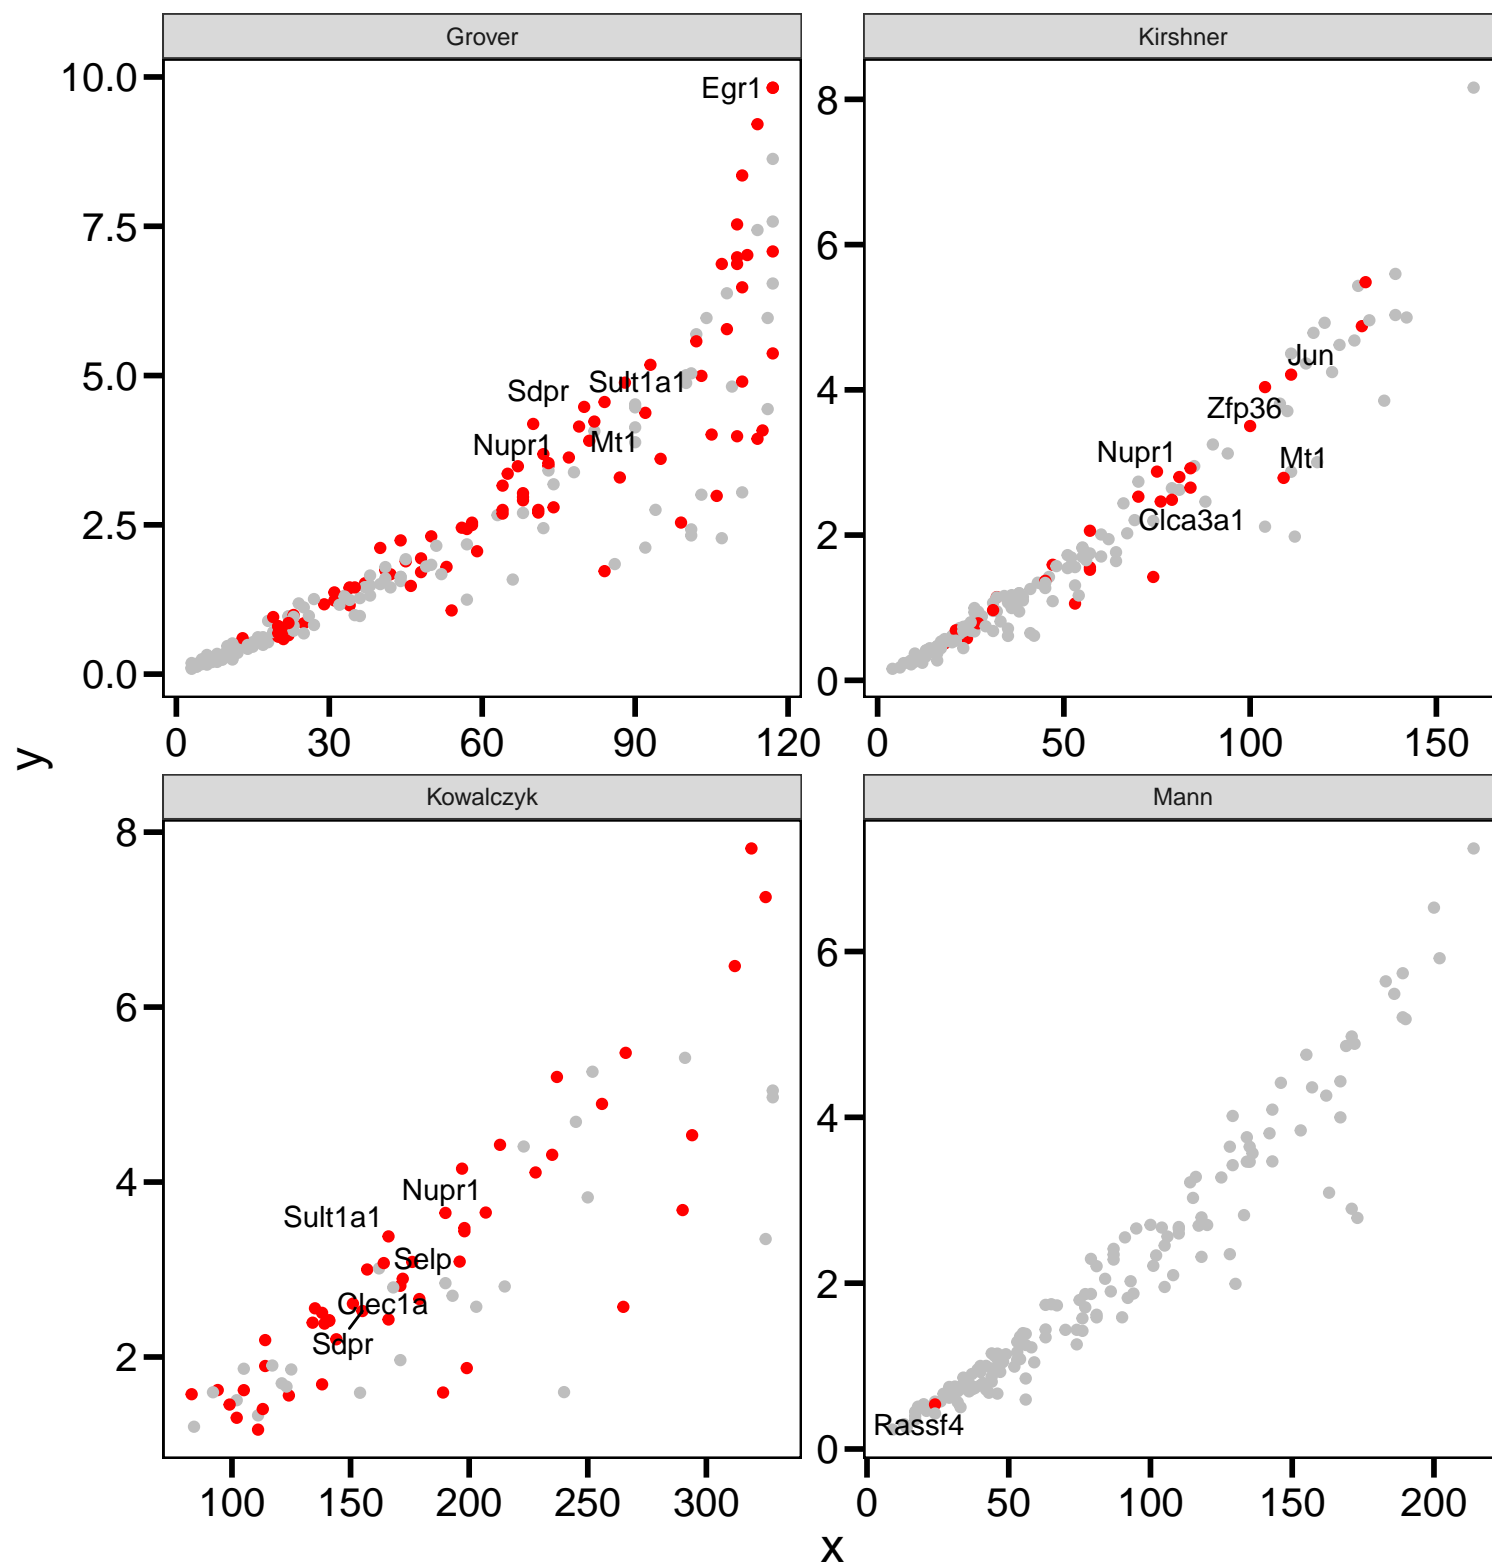 Grover
Kirshner
10.0
7.5
5.0
2.5
0.0
Egr1
Sdpr
Sult1a1
Nupr1
Mt1
0 30 60 90 120
8
6
4
2
0
Jun
Zfp36
Nupr1
Mt1
Clca3a1
0 50 100 150
y
Kowalczyk
Mann
8
6
4
2
Nupr1
Sult1a1
Selp
Clec1a
Sdpr
100 150 200 250 300
6
4
2
0
Rassf4
0 50 100 150 200
x